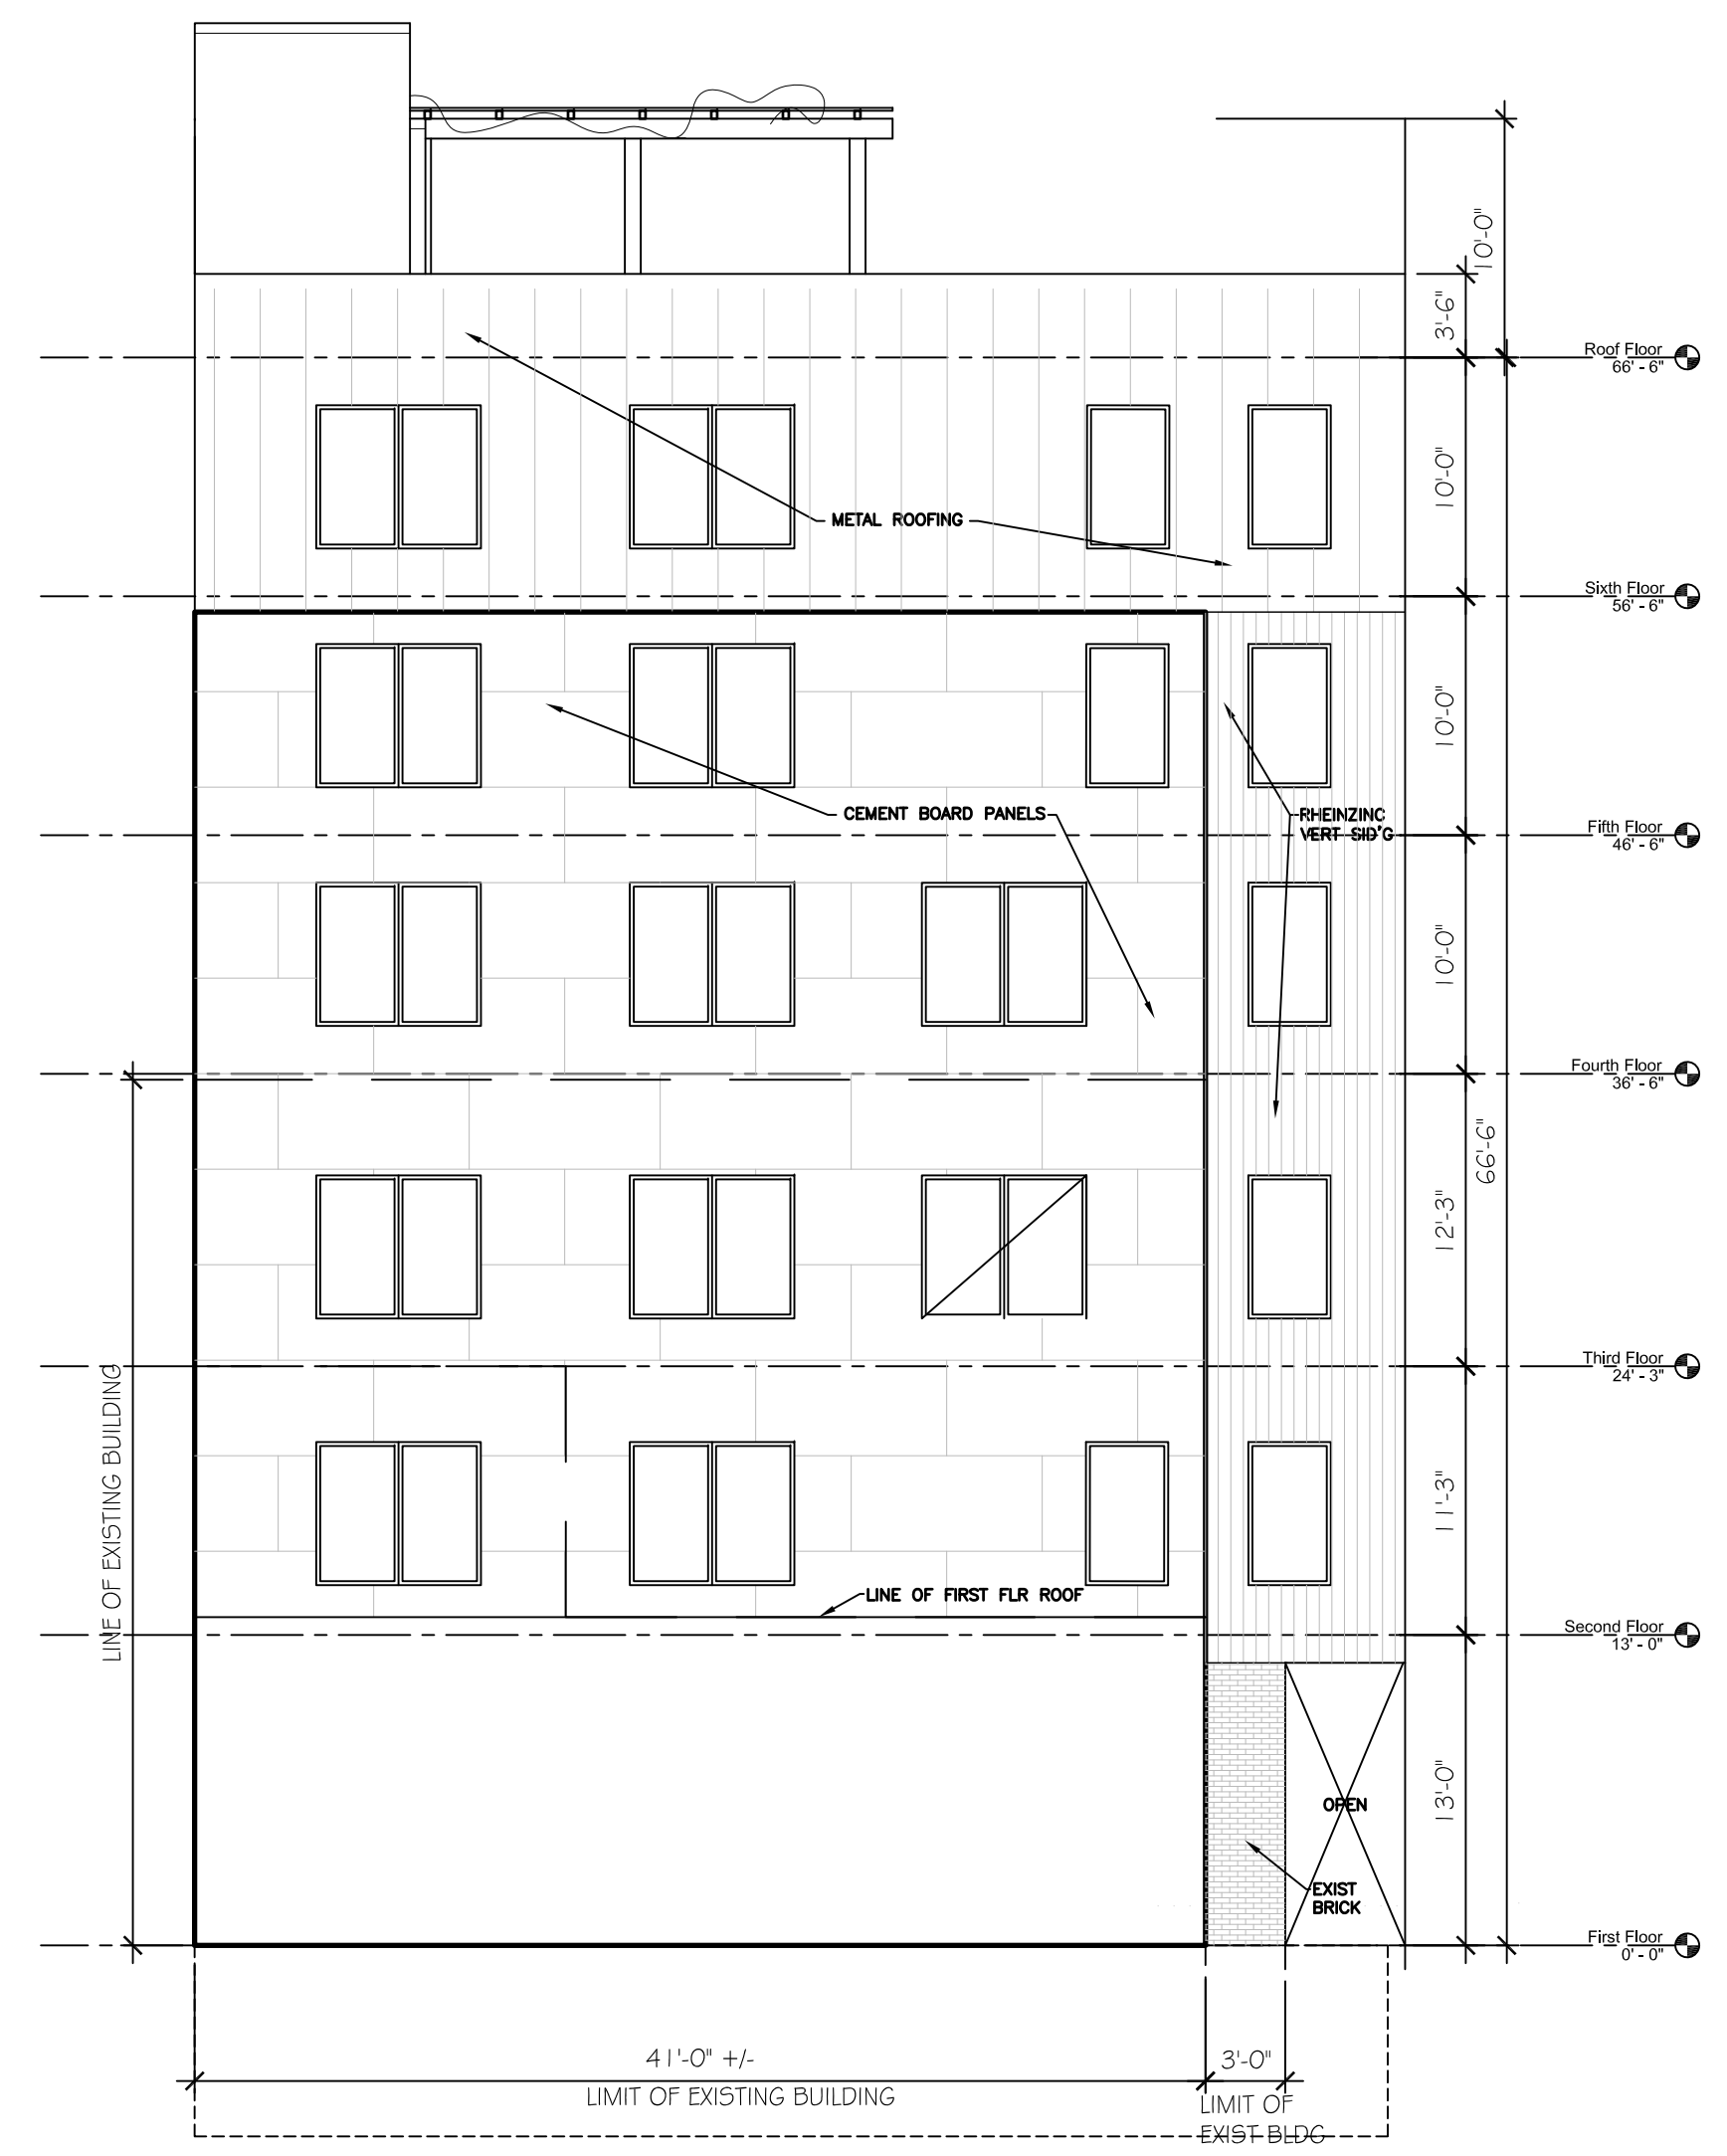 10'-0"
3'-6"
Roof Floor
66' - 6"
10'-0"
METAL ROOFING
Sixth Floor
56' - 6"
10'-0"
CEMENT BOARD PANELS
RHEINZINC
VERT SID'G
Fifth Floor
46' - 6"
10'-0"
Fourth Floor
36' - 6"
66'-6"
12'-3"
Third Floor
24' - 3"
LINE OF EXISTING BUILDING
11'-3"
LINE OF FIRST FLR ROOF
Second Floor
13' - 0"
13'-0"
OPEN
EXIST
BRICK
First Floor
0' - 0"
41'-0" +/-
LIMIT OF EXISTING BUILDING
3'-0"
LIMIT OF
EXIST BLDG